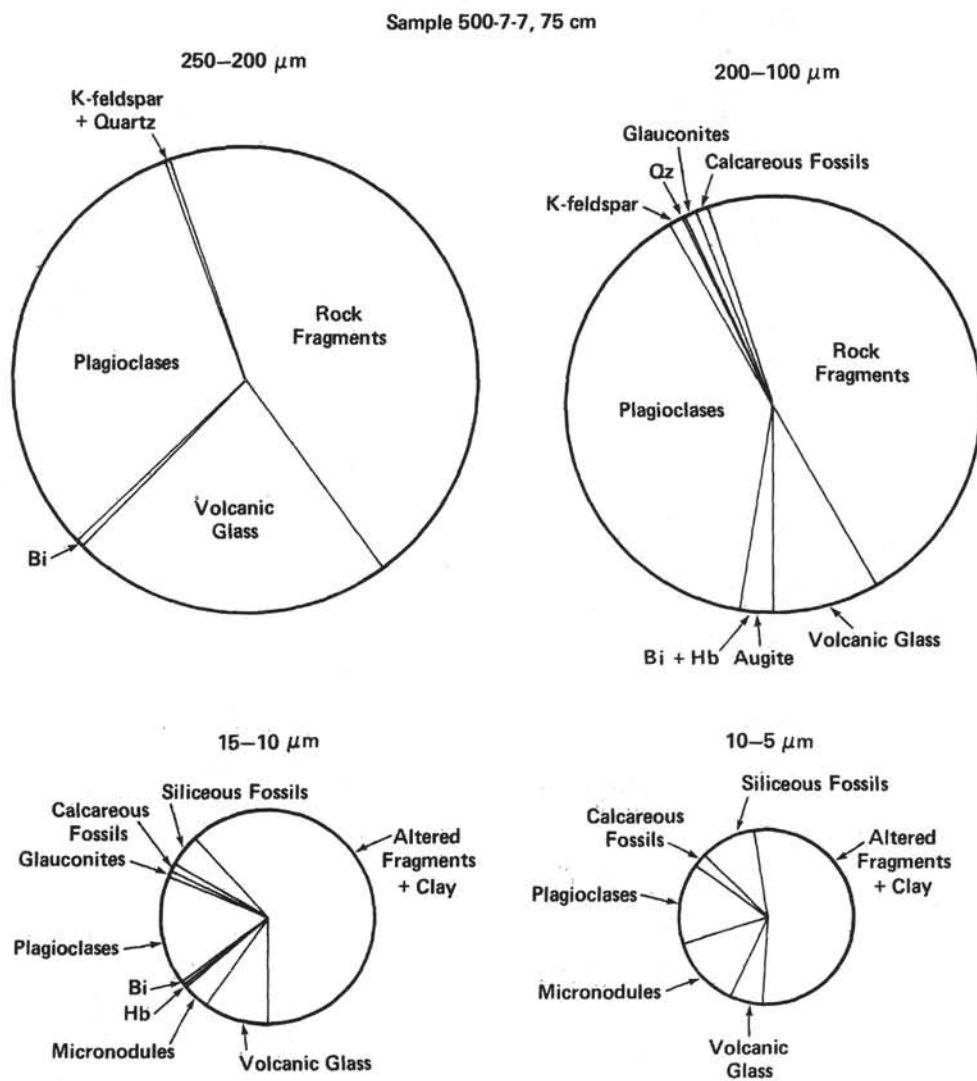 Sample 500-7-7, 75 cm
250–200 μm
K-feldspar
+ Quartz
Rock
Fragments
Plagioclases
Volcanic
Glass
Bi
200–100 μm
Glauconites
Qz
Calcareous Fossils
K-feldspar
Rock
Fragments
Plagioclases
Volcanic Glass
Bi + Hb
Augite
15–10 μm
Siliceous Fossils
Calcareous
Fossils
Glauconites
Altered
Fragments
+ Clay
Plagioclases
Bi
Hb
Micronodules
Volcanic Glass
10–5 μm
Siliceous Fossils
Calcareous
Fossils
Altered
Fragments
+ Clay
Plagioclases
Micronodules
Volcanic
Glass